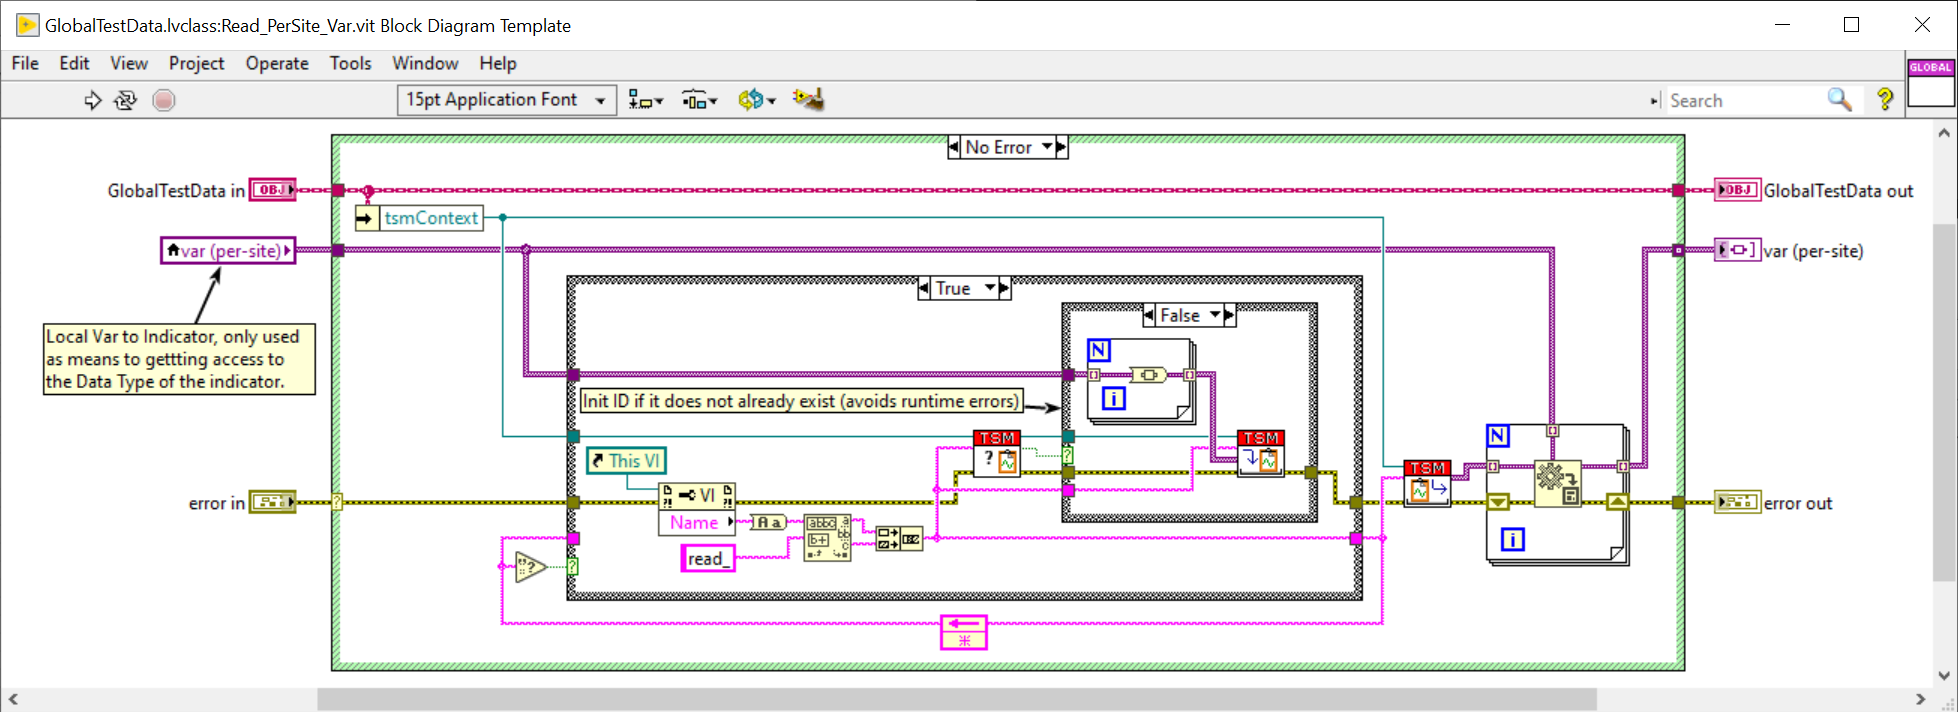 GlobalTestData.lvclass:Read_PerSite_Var.vit Block Diagram Template
File Edit View Project Operate Tools Window Help
15pt Application Font
Search
?
GLOBAL
No Error
GlobalTestData in
OBJ
OBJ
GlobalTestData out
tsmContext
var (per-site)
var (per-site)
True
False
Local Var to Indicator, only used
as means to gettting access to
the Data Type of the indicator.
N
i
Init ID if it does not already exist (avoids runtime errors)
TSM
?
TSM
?
This VI
N
TSM
error in
?
VI
error out
Name
A a
abbc
a
bb
c
b+
read_
i
?
?